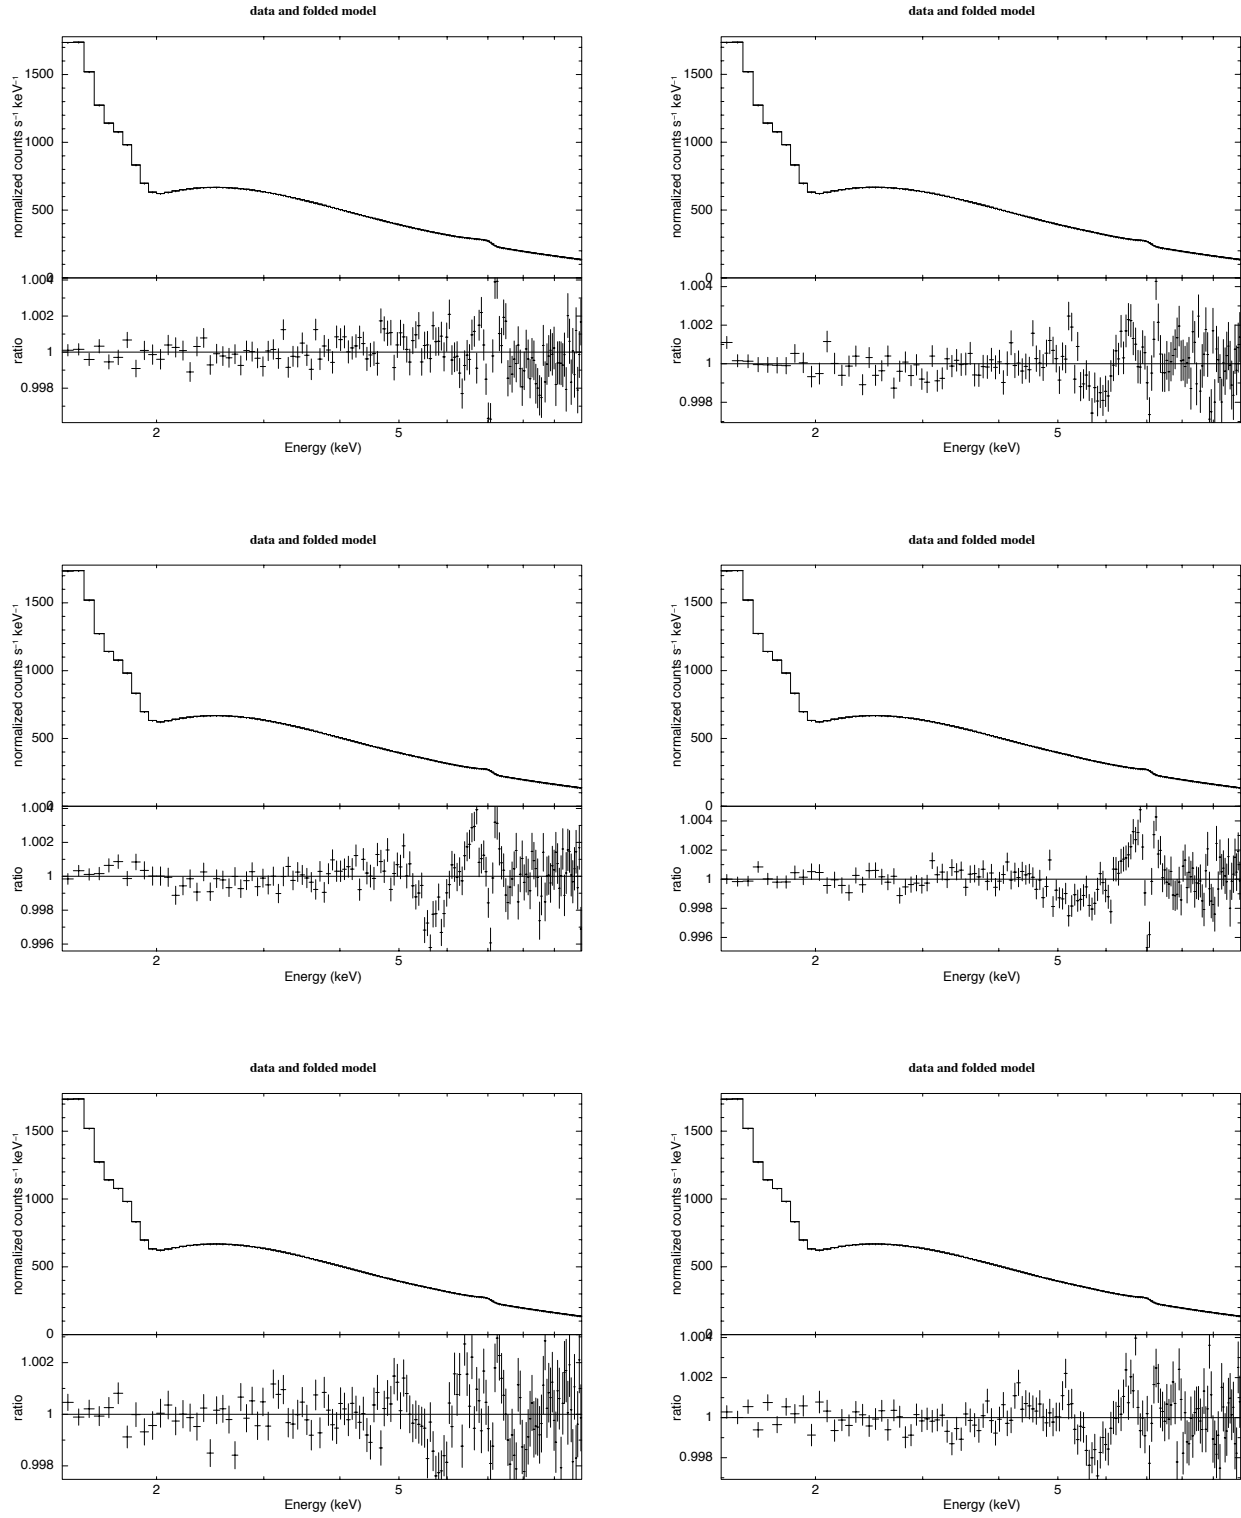 data and folded model
data and folded model
normalized counts s⁻¹ keV⁻¹
1500
1000
500
0
ratio
1.004
1.002
1
0.998
2
5
Energy (keV)
normalized counts s⁻¹ keV⁻¹
1500
1000
500
0
ratio
1.004
1.002
1
0.998
2
5
Energy (keV)
data and folded model
data and folded model
normalized counts s⁻¹ keV⁻¹
1500
1000
500
0
ratio
1.004
1.002
1
0.998
0.996
2
5
Energy (keV)
normalized counts s⁻¹ keV⁻¹
1500
1000
500
0
ratio
1.004
1.002
1
0.998
0.996
2
5
Energy (keV)
data and folded model
data and folded model
normalized counts s⁻¹ keV⁻¹
1500
1000
500
0
ratio
1.002
1
0.998
2
5
Energy (keV)
normalized counts s⁻¹ keV⁻¹
1500
1000
500
0
ratio
1.004
1.002
1
0.998
2
5
Energy (keV)